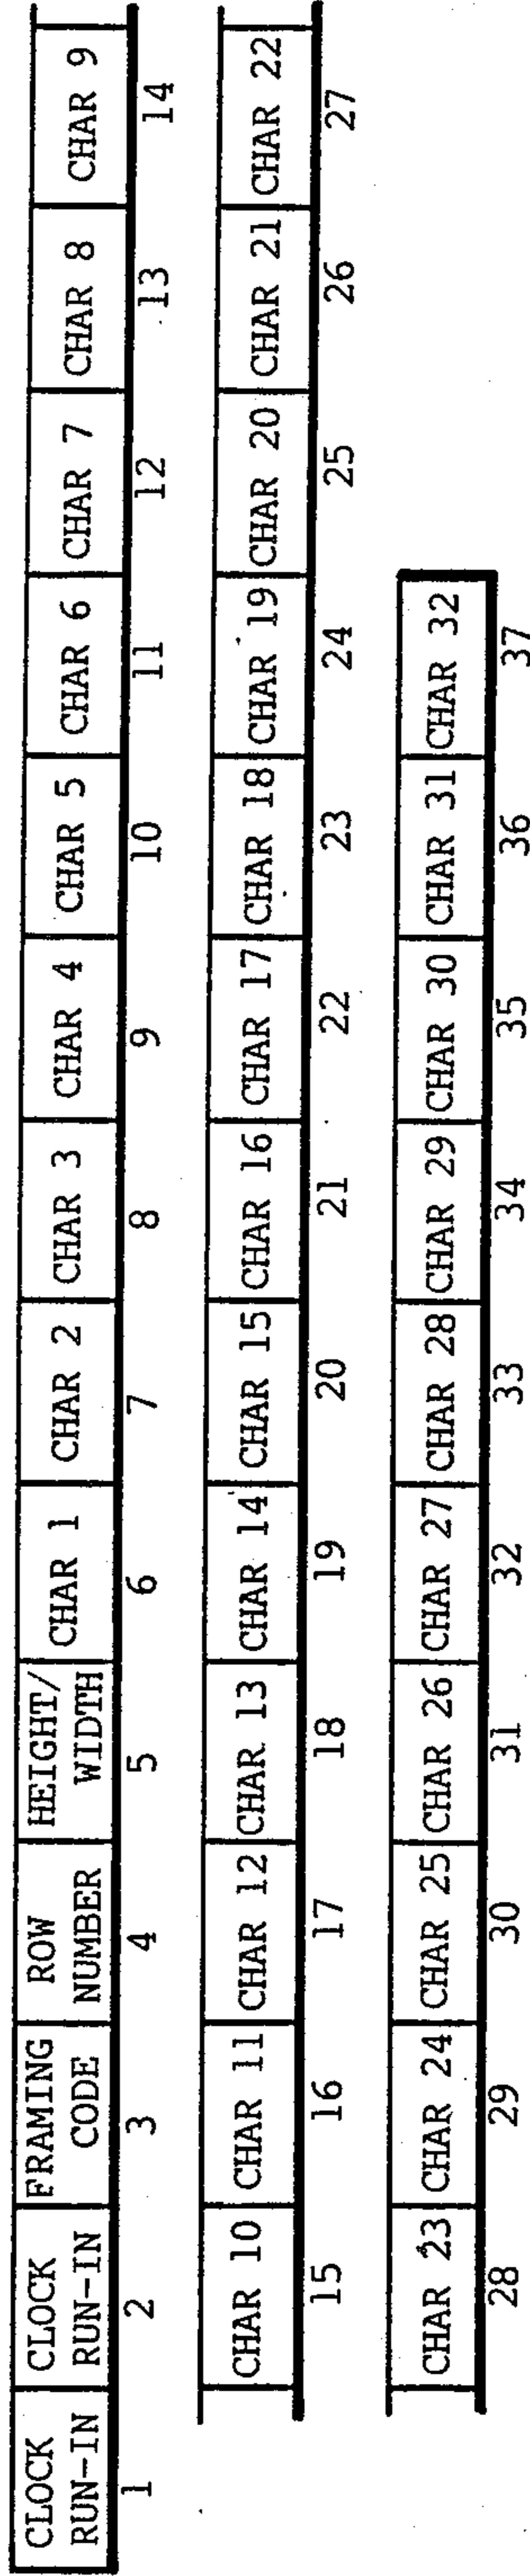 CLOCK RUN-IN CLOCK RUN-IN FRAMING CODE ROW NUMBER HEIGHT/ WIDTH CHAR 1 CHAR 2 CHAR 3 CHAR 4 CHAR 5 CHAR 6 CHAR 7 CHAR 8 CHAR 9
1 2 3 4 5 6 7 8 9 10 11 12 13 14
CHAR 10 CHAR 11 CHAR 12 CHAR 13 CHAR 14 CHAR 15 CHAR 16 CHAR 17 CHAR 18 CHAR 19 CHAR 20 CHAR 21 CHAR 22
15 16 17 18 19 20 21 22 23 24 25 26 27
CHAR 23 CHAR 24 CHAR 25 CHAR 26 CHAR 27 CHAR 28 CHAR 29 CHAR 30 CHAR 31 CHAR 32
28 29 30 31 32 33 34 35 36 37